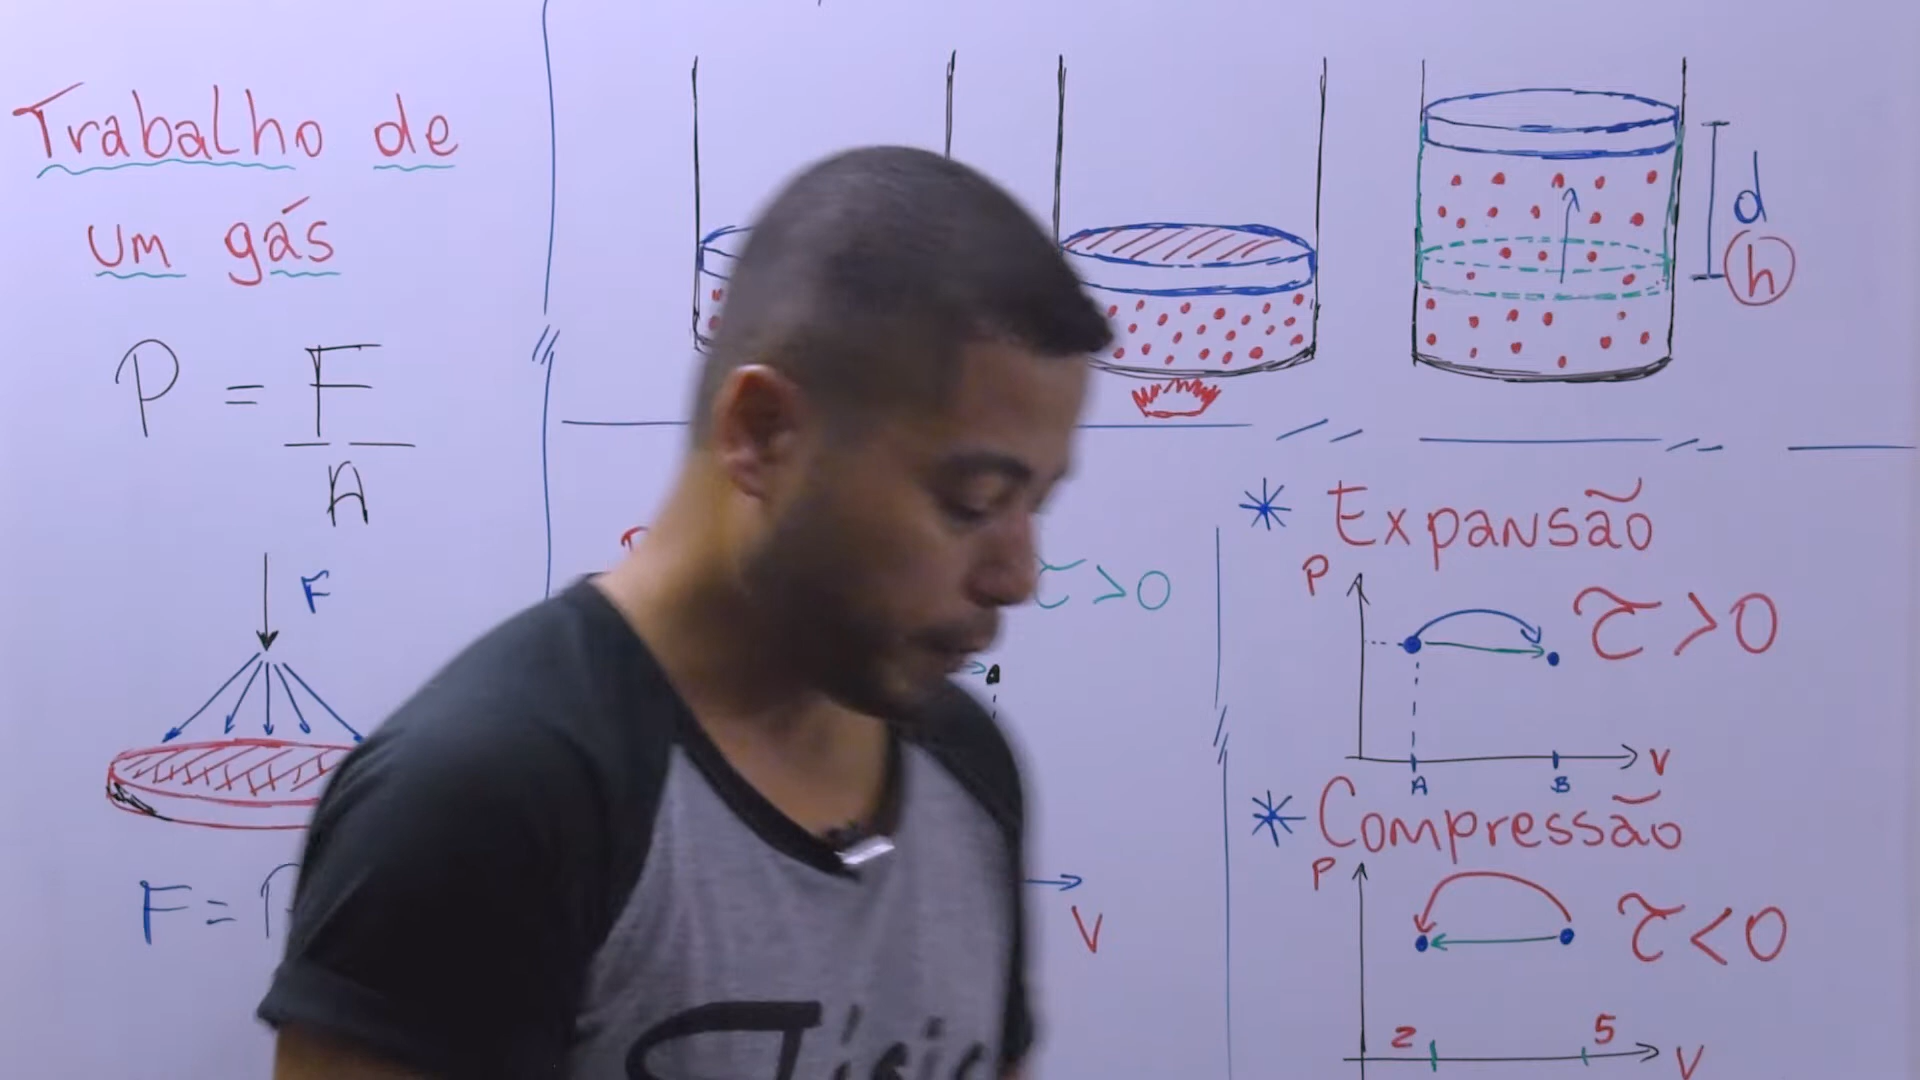 Trabalho de
um gás
P = F
A
F
F =
d
h
τ > 0
V
* Expansão
P
τ > 0
V
A B
* Compressão
P
τ < 0
2 5
V